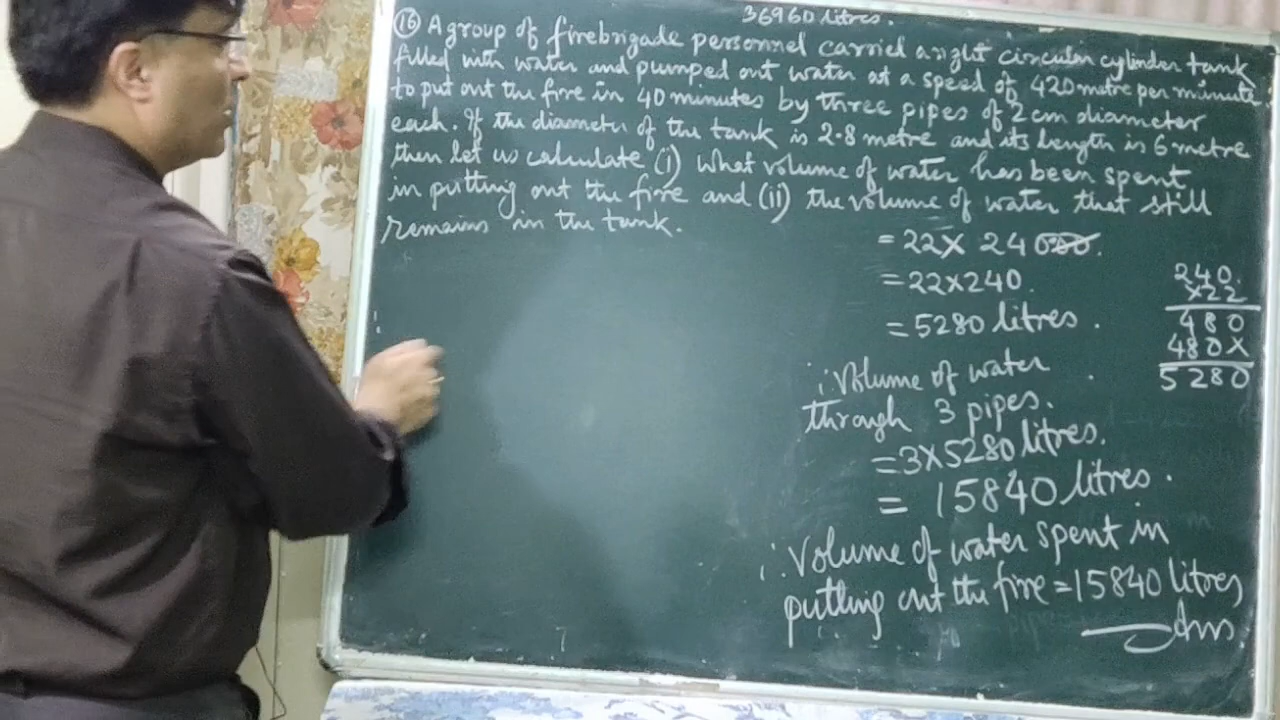 36960 litres.
(16) A group of firebrigade personnel carried a right circular cylinder tank
filled with water and pumped out water at a speed of 420 metre per minute
to put out the fire in 40 minutes by three pipes of 2 cm diameter
each. If the diameter of the tank is 2.8 metre and its length is 6 metre
then let us calculate (i) What volume of water has been spent
in putting out the fire and (ii) the volume of water that still
remains in the tank.
= 22 x 24000.
= 22x240.
= 5280 litres.
∴ Volume of water
through 3 pipes.
= 3x5280 litres.
= 15840 litres.
∴ Volume of water spent in
putting out the fire = 15840 litres
Ans
240.
x22
480
480x
5280